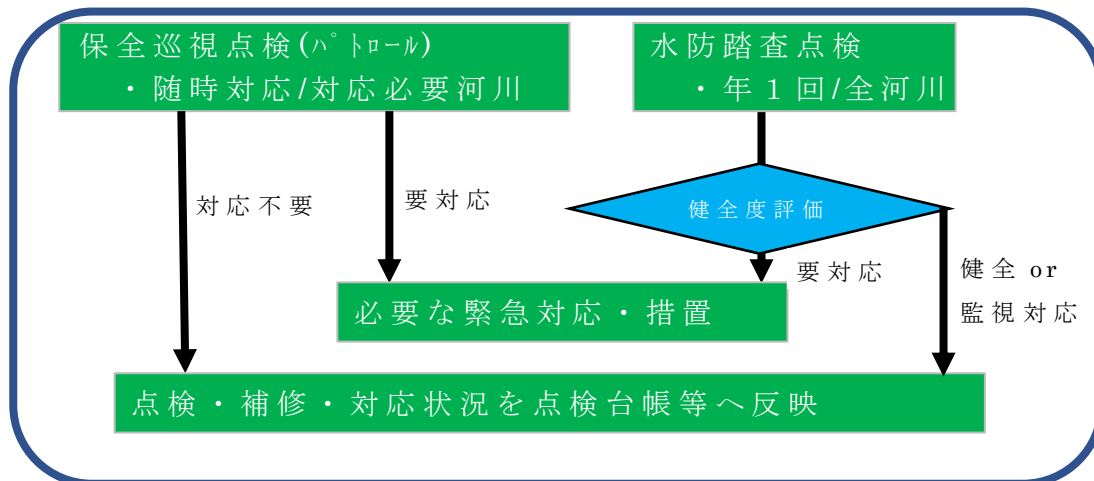 保全巡視点検(ﾊﾟﾄﾛｰﾙ)
・随時対応/対応必要河川
水防踏査点検
・年１回/全河川
対応不要
要対応
健全度評価
要対応
健全 or
監視対応
必要な緊急対応・措置
点検・補修・対応状況を点検台帳等へ反映